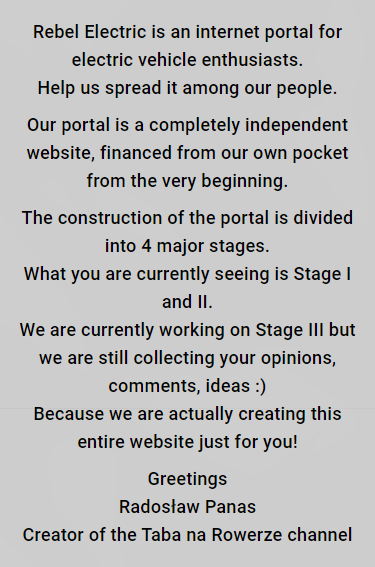 Rebel Electric is an internet portal for
electric vehicle enthusiasts.
Help us spread it among our people.
Our portal is a completely independent
website, financed from our own pocket
from the very beginning.
The construction of the portal is divided
into 4 major stages.
What you are currently seeing is Stage I
and II.
We are currently working on Stage III but
we are still collecting your opinions,
comments, ideas :)
Because we are actually creating this
entire website just for you!
Greetings
Radosław Panas
Creator of the Taba na Rowerze channel